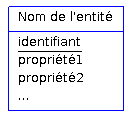 Nom de l'entité
identifiant
propriété1
propriété2
...